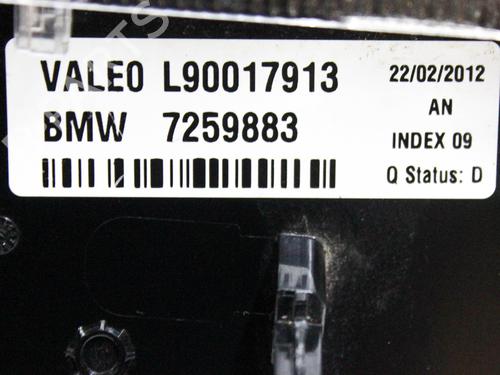 VALEO L90017913
22/02/2012
BMW 7259883
AN
INDEX 09
Q Status: D